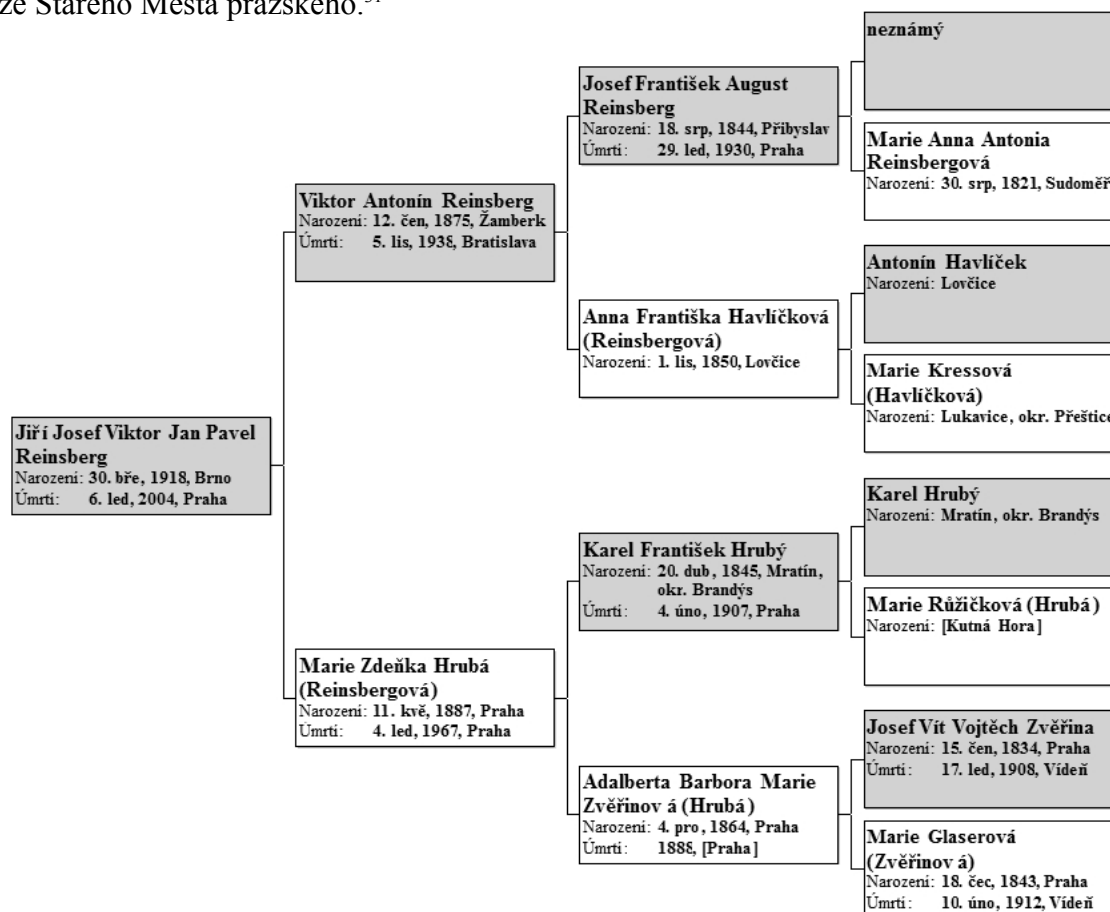 ze Starého Města pražského.
neznámý
Josef František August
Reinsberg
Narození: 18. srp, 1844, Přibyslav
Úmrtí: 29. led, 1930, Praha
Marie Anna Antonia
Reinsbergová
Narození: 30. srp, 1821, Sudoměř
Viktor Antonín Reinsberg
Narození: 12. čen, 1875, Žamberk
Úmrtí: 5. lis, 1938, Bratislava
Antonín Havlíček
Narození: Lovčice
Anna Františka Havlíčková
(Reinsbergová)
Narození: 1. lis, 1850, Lovčice
Marie Kressová
(Havlíčková)
Narození: Lukavice, okr. Přeštice
Jiří Josef Viktor Jan Pavel
Reinsberg
Narození: 30. bře, 1918, Brno
Úmrtí: 6. led, 2004, Praha
Karel Hrubý
Narození: Mratín, okr. Brandýs
Karel František Hrubý
Narození: 20. dub, 1845, Mratín,
okr. Brandýs
Úmrtí: 4. úno, 1907, Praha
Marie Růžičková (Hrubá)
Narození: [Kutná Hora]
Marie Zdeňka Hrubá
(Reinsbergová)
Narození: 11. kvě, 1887, Praha
Úmrtí: 4. led, 1967, Praha
Josef Vít Vojtěch Zvěřina
Narození: 15. čen, 1834, Praha
Úmrtí: 17. led, 1908, Vídeň
Adalberta Barbora Marie
Zvěřinov á (Hrubá)
Narození: 4. pro, 1864, Praha
Úmrtí: 1888, [Praha]
Marie Glaserová
(Zvěřinov á)
Narození: 18. čec, 1843, Praha
Úmrtí: 10. úno, 1912, Vídeň